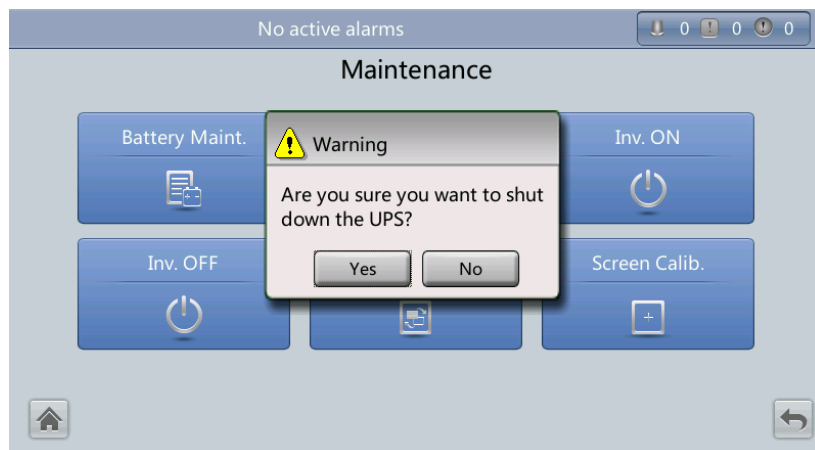 No active alarms
0 0 0
Maintenance
Battery Maint.
Inv. ON
Warning
Are you sure you want to shut
down the UPS?
Yes No
Inv. OFF
Screen Calib.